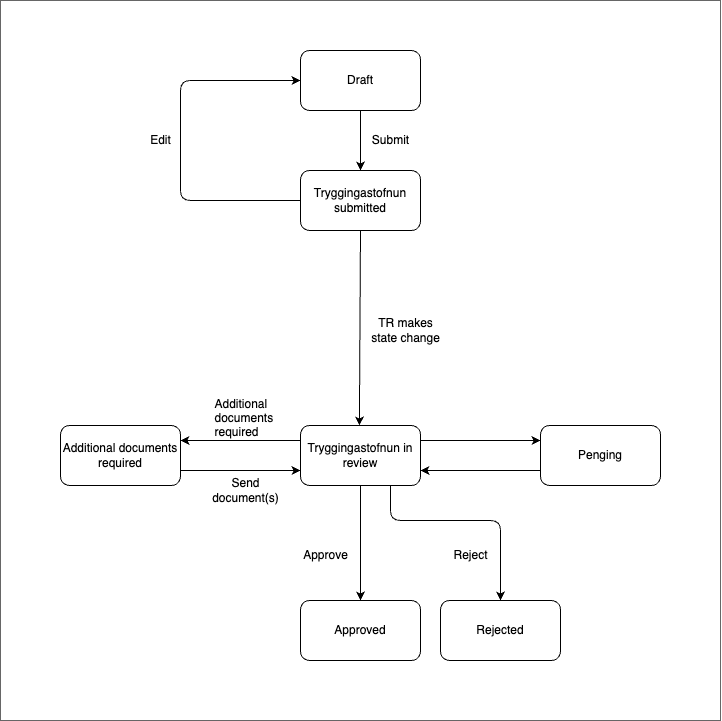 Draft
Edit
Submit
Tryggingastofnun
submitted
TR makes
state change
Additional
documents
required
Additional documents
required
Tryggingastofnun in
review
Penging
Send
document(s)
Approve
Reject
Approved
Rejected